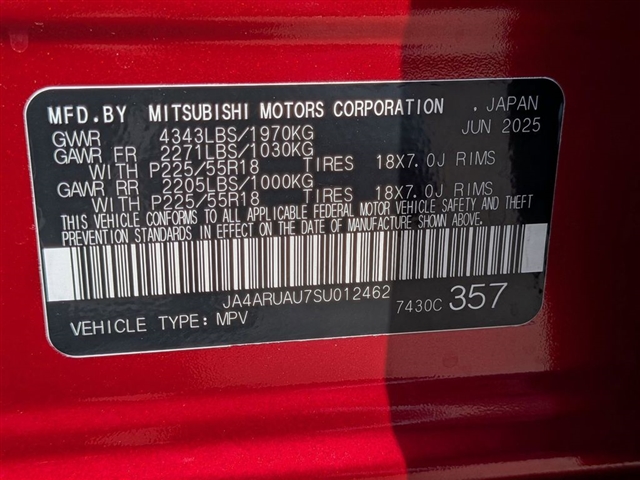 MFD.BY MITSUBISHI MOTORS CORPORATION . JAPAN
GVWR 4343LBS/1970KG JUN 2025
GAWR FR 2271LBS/1030KG
WITH P225/55R18 TIRES 18X7.0J RIMS
GAWR RR 2205LBS/1000KG
WITH P225/55R18 TIRES 18X7.0J RIMS
THIS VEHICLE CONFORMS TO ALL APPLICABLE FEDERAL MOTOR VEHICLE SAFETY AND THEFT
PREVENTION STANDARDS IN EFFECT ON THE DATE OF MANUFACTURE SHOWN ABOVE.
JA4ARUAU7SU012462
7430C 357
VEHICLE TYPE: MPV